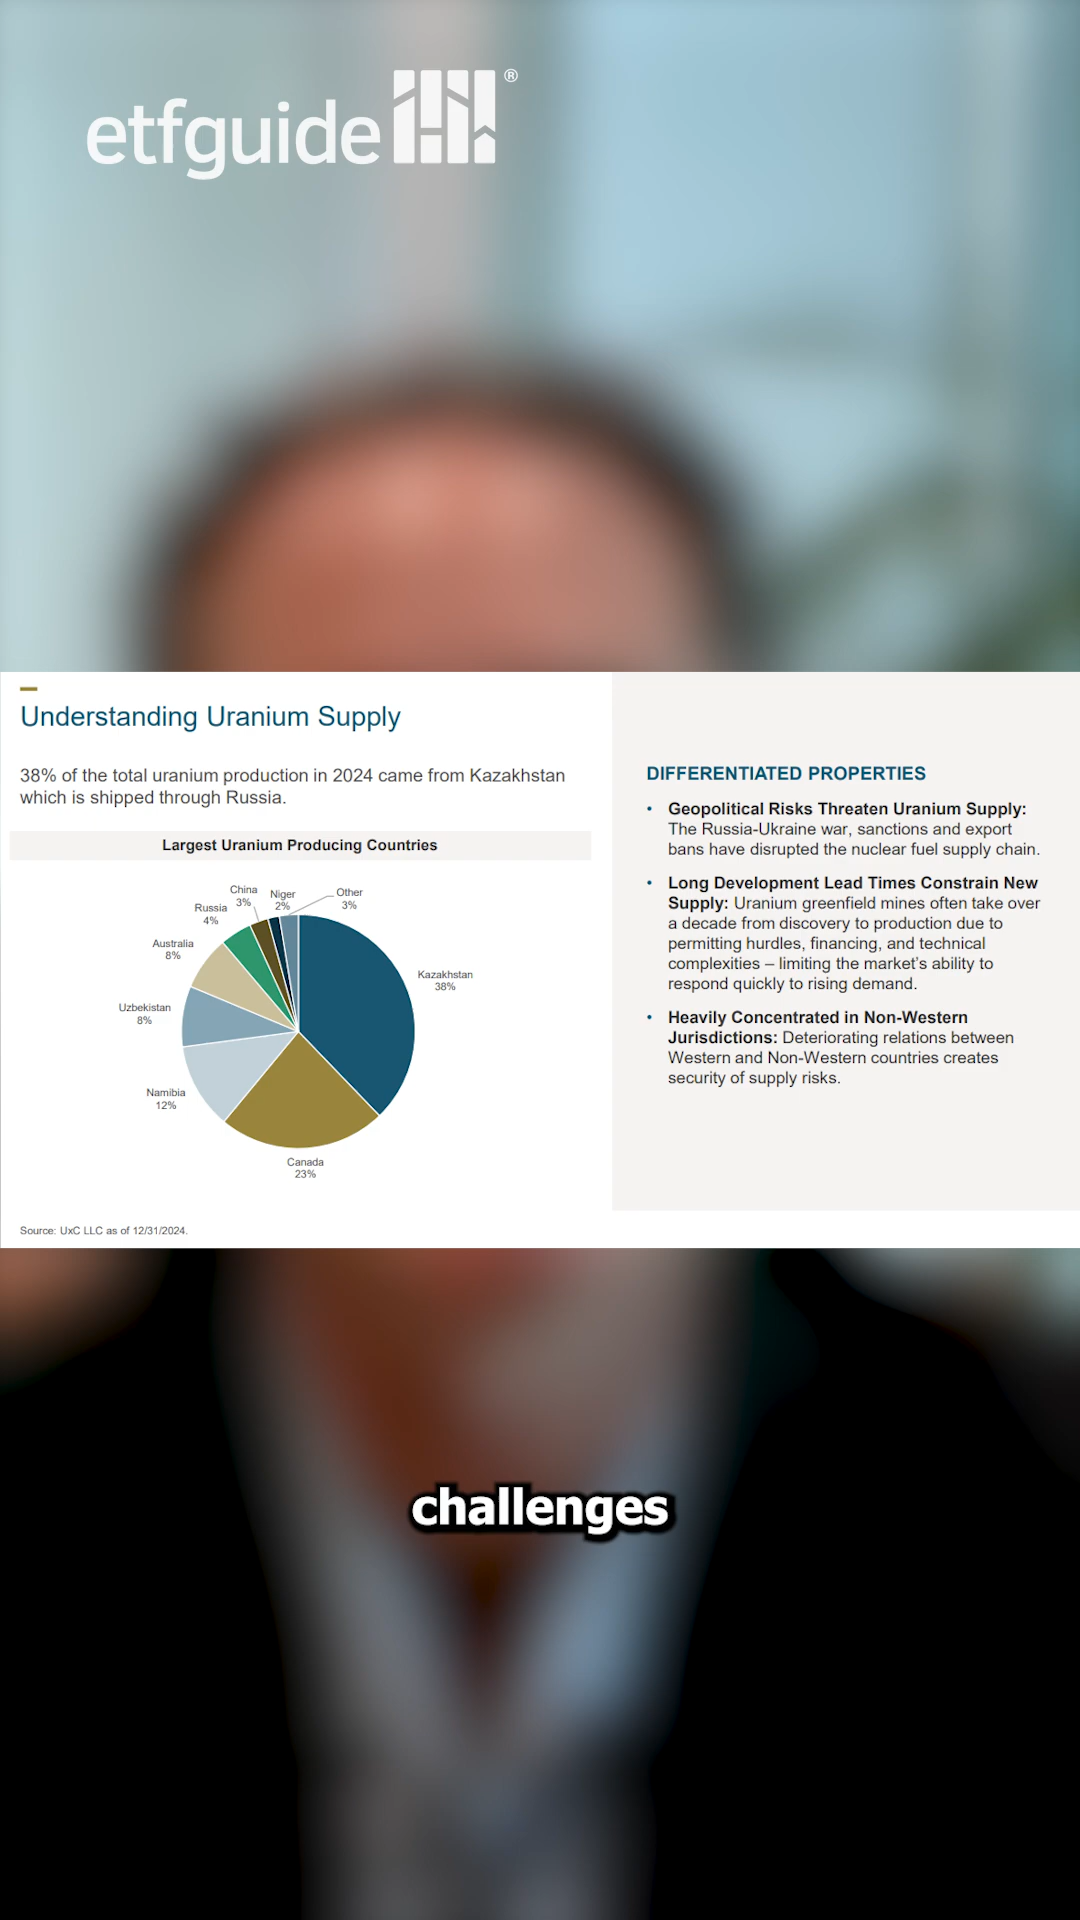 etfguide®
Understanding Uranium Supply
38% of the total uranium production in 2024 came from Kazakhstan
which is shipped through Russia.
Largest Uranium Producing Countries
China
3%
Niger
2%
Other
3%
Russia
4%
Australia
8%
Kazakhstan
38%
Uzbekistan
8%
Namibia
12%
Canada
23%
Source: UxC LLC as of 12/31/2024.
DIFFERENTIATED PROPERTIES
• Geopolitical Risks Threaten Uranium Supply:
The Russia-Ukraine war, sanctions and export
bans have disrupted the nuclear fuel supply chain.
• Long Development Lead Times Constrain New
Supply: Uranium greenfield mines often take over
a decade from discovery to production due to
permitting hurdles, financing, and technical
complexities – limiting the market’s ability to
respond quickly to rising demand.
• Heavily Concentrated in Non-Western
Jurisdictions: Deteriorating relations between
Western and Non-Western countries creates
security of supply risks.
challenges